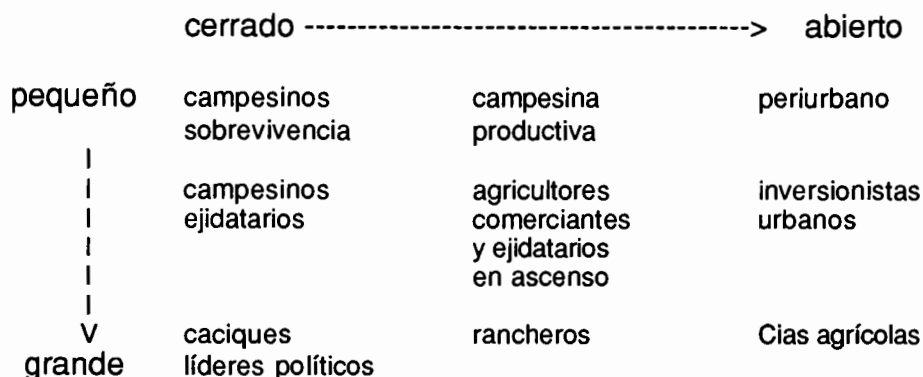 cerrado --------------------------------------------> abierto
pequeño campesinos campesina periurbano
sobrevivencia productiva
campesinos agricultores inversionistas
ejidatarios comerciantes urbanos
y ejidatarios
en ascenso
V caciques rancheros Cias agrícolas
grande líderes políticos